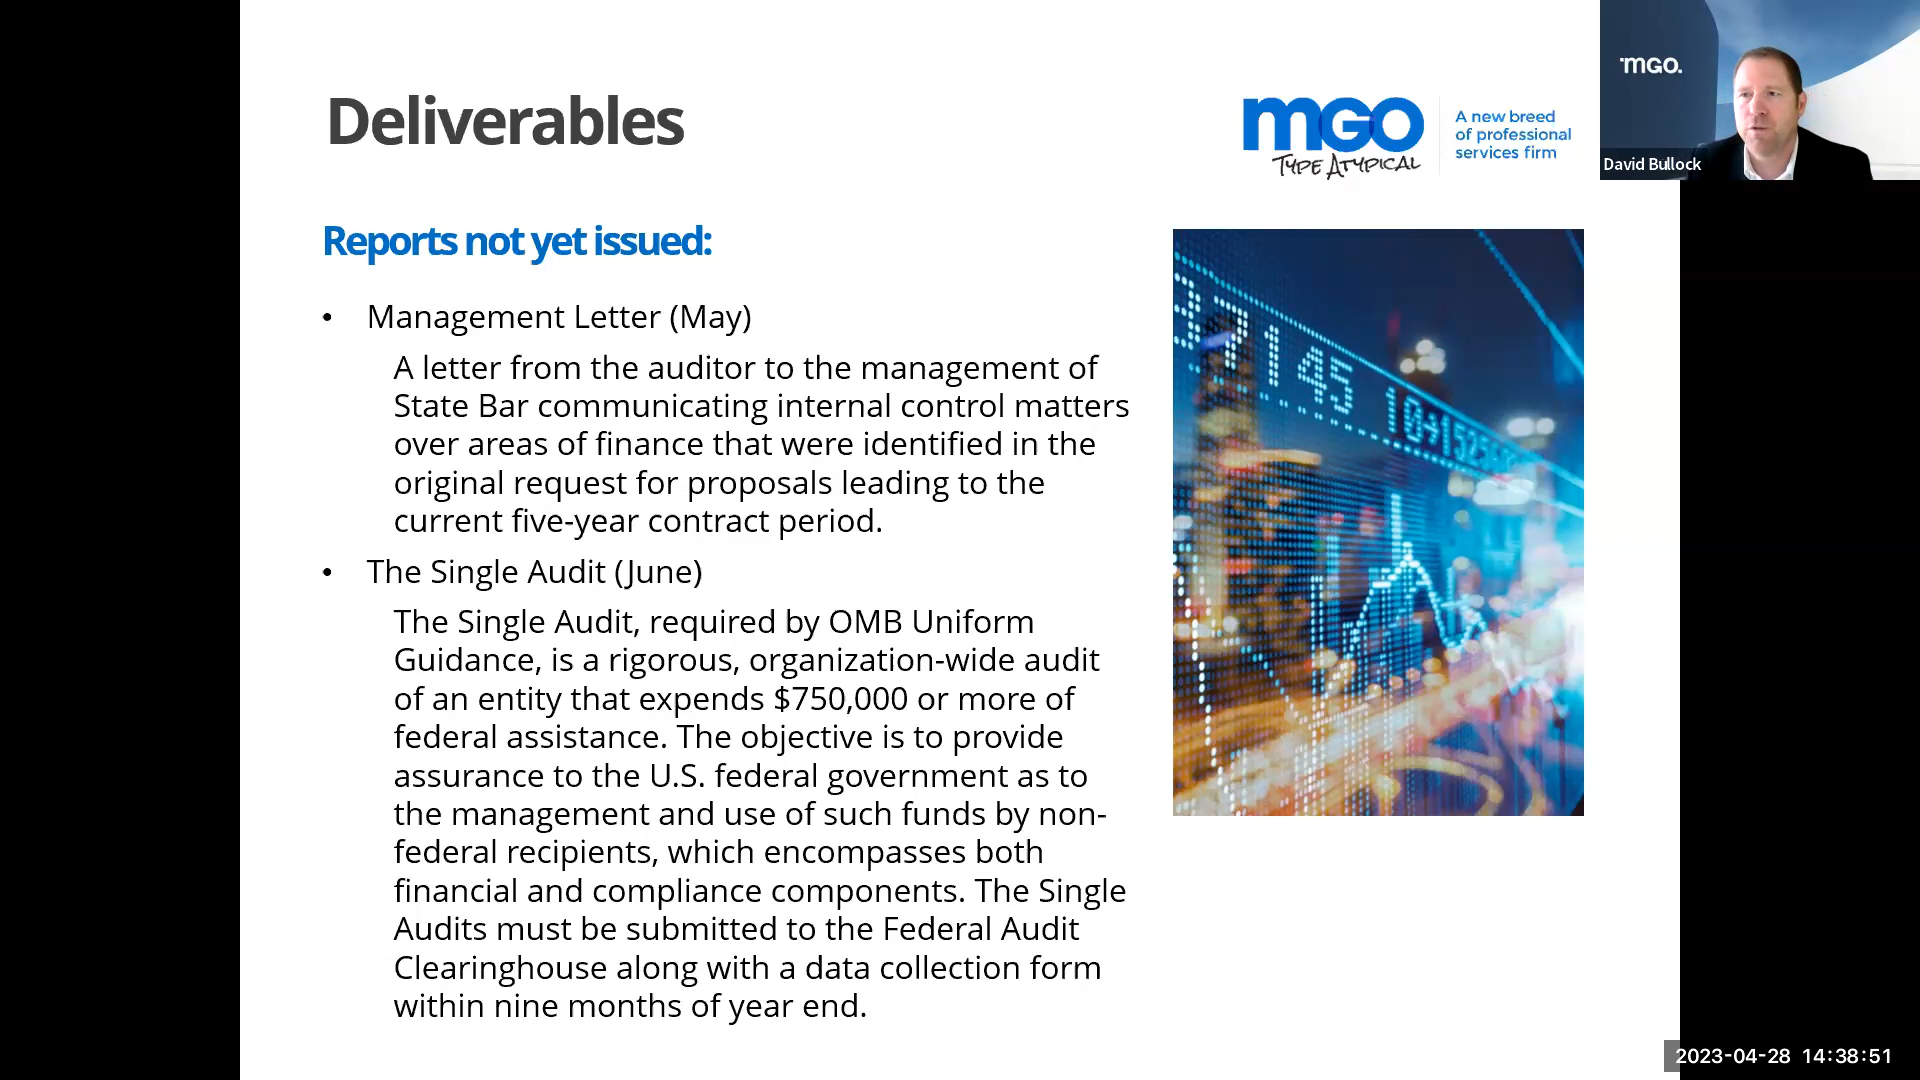 Deliverables
mGO
TYPE ATYPICAL
A new breed
of professional
services firm
mGO.
David Bullock
Reports not yet issued:
• Management Letter (May)
A letter from the auditor to the management of
State Bar communicating internal control matters
over areas of finance that were identified in the
original request for proposals leading to the
current five-year contract period.
• The Single Audit (June)
The Single Audit, required by OMB Uniform
Guidance, is a rigorous, organization-wide audit
of an entity that expends $750,000 or more of
federal assistance. The objective is to provide
assurance to the U.S. federal government as to
the management and use of such funds by non-
federal recipients, which encompasses both
financial and compliance components. The Single
Audits must be submitted to the Federal Audit
Clearinghouse along with a data collection form
within nine months of year end.
145
2023-04-28 14:38:51